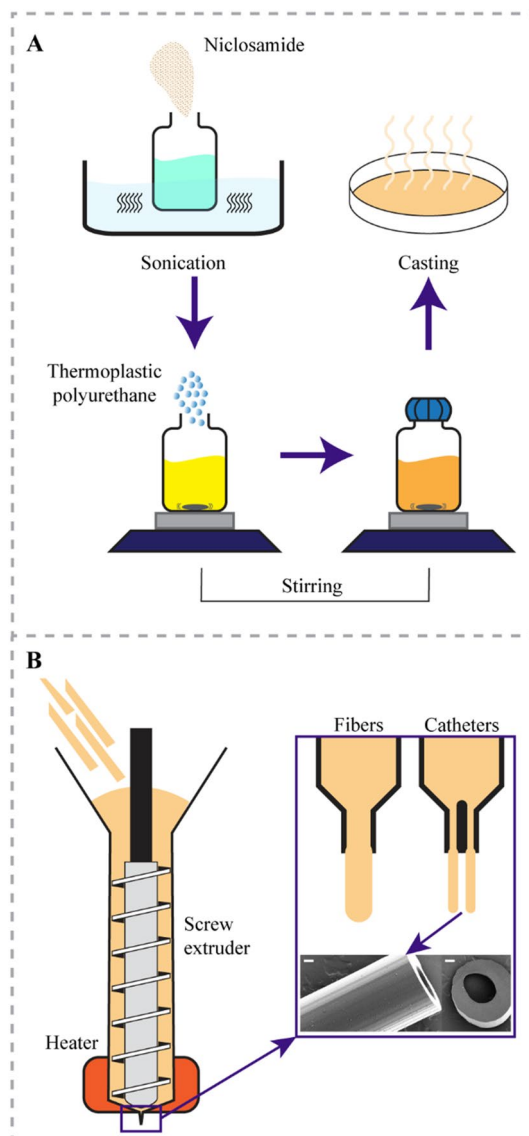 A
Niclosamide
Sonication
Casting
Thermoplastic
polyurethane
Stirring
B
Fibers
Catheters
Screw
extruder
Heater